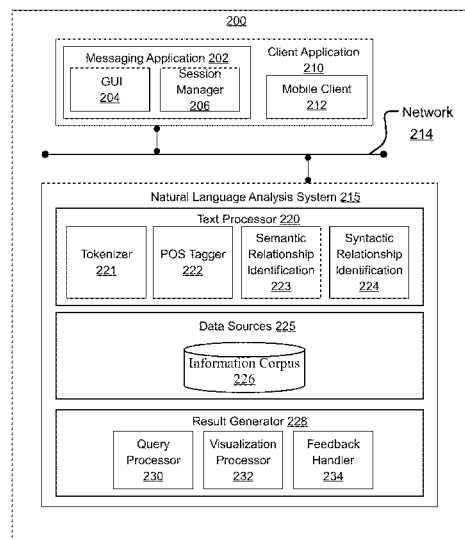 200
Messaging Application 202
GUI
204
Session
Manager
206
Client Application
210
Mobile Client
212
Network
214
Natural Language Analysis System 215
Text Processor 220
Tokenizer
221
POS Tagger
222
Semantic
Relationship
Identification
223
Syntactic
Relationship
Identification
224
Data Sources 225
Information Corpus
226
Result Generator 228
Query
Processor
230
Visualization
Processor
232
Feedback
Handler
234